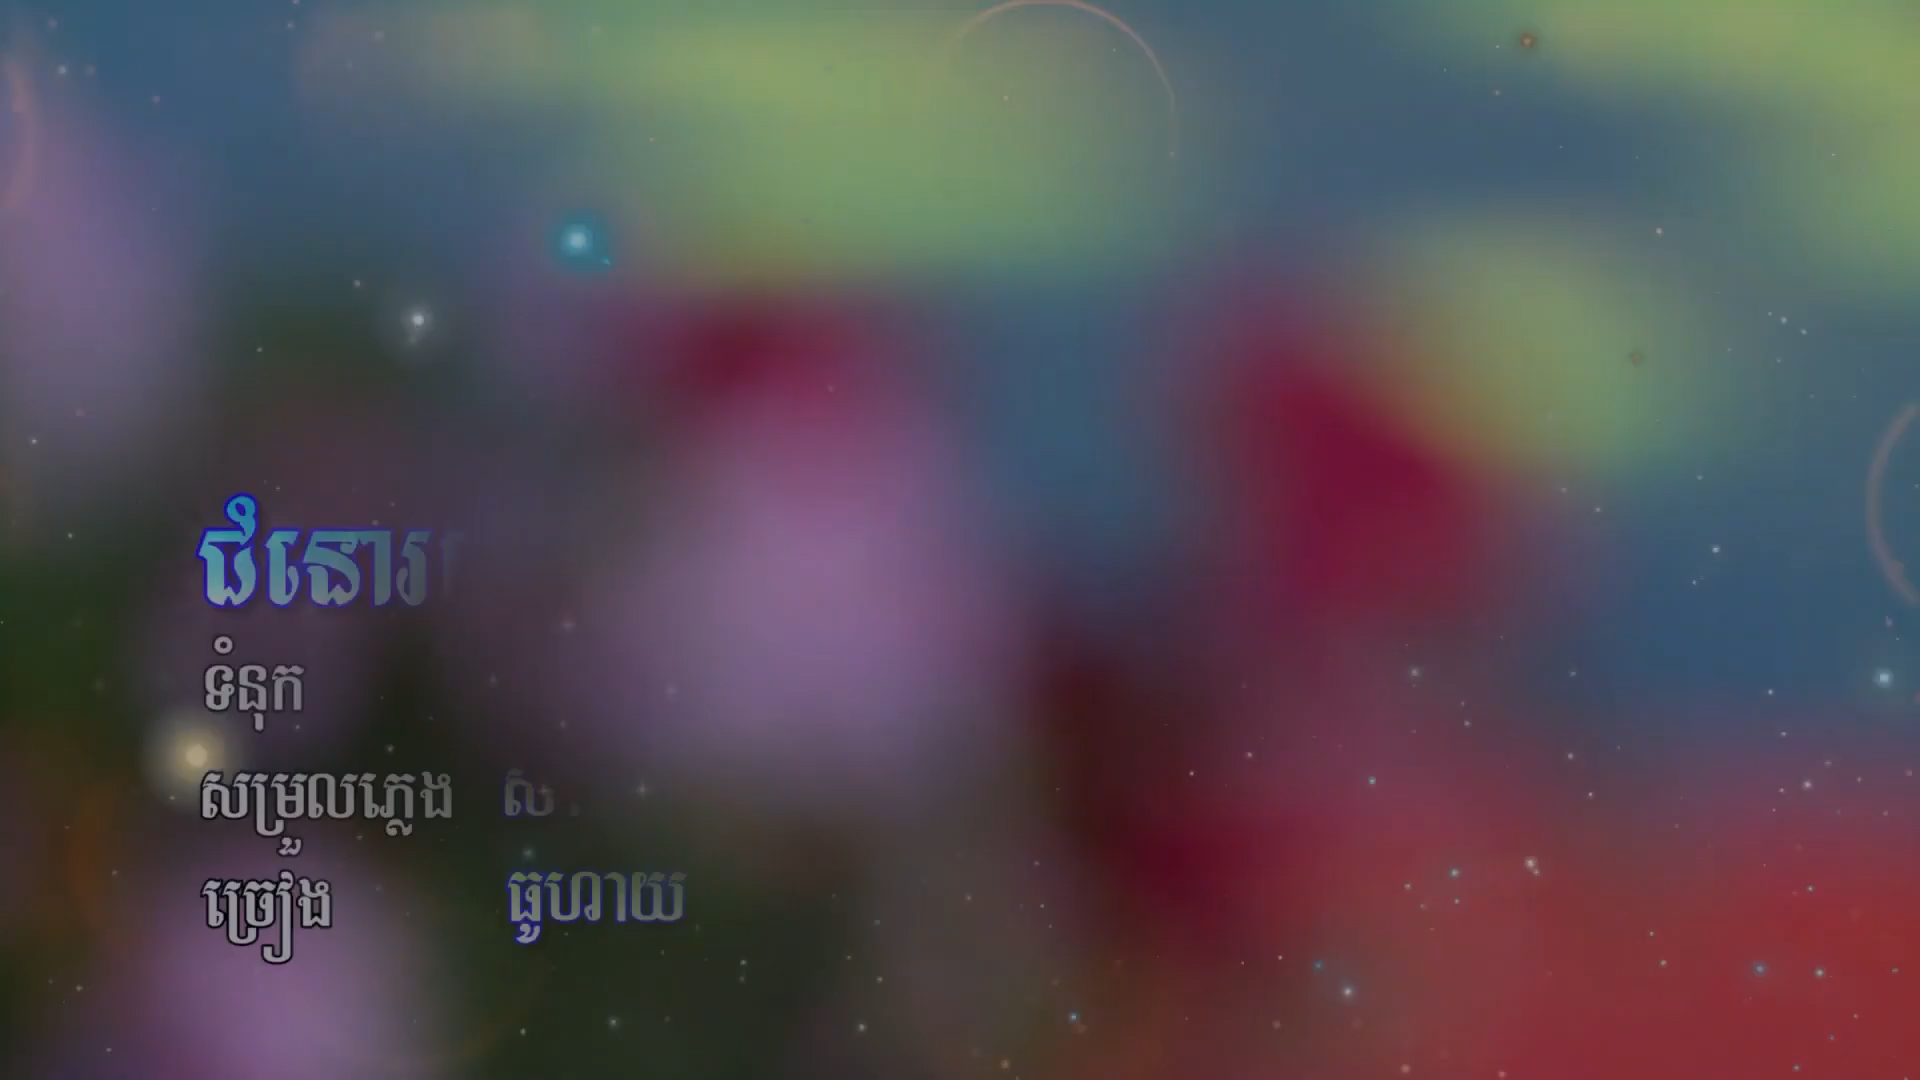 ជំនោរ
ទំនុក
សម្រួលភ្លេង ស
ច្រៀង ធូហាយ